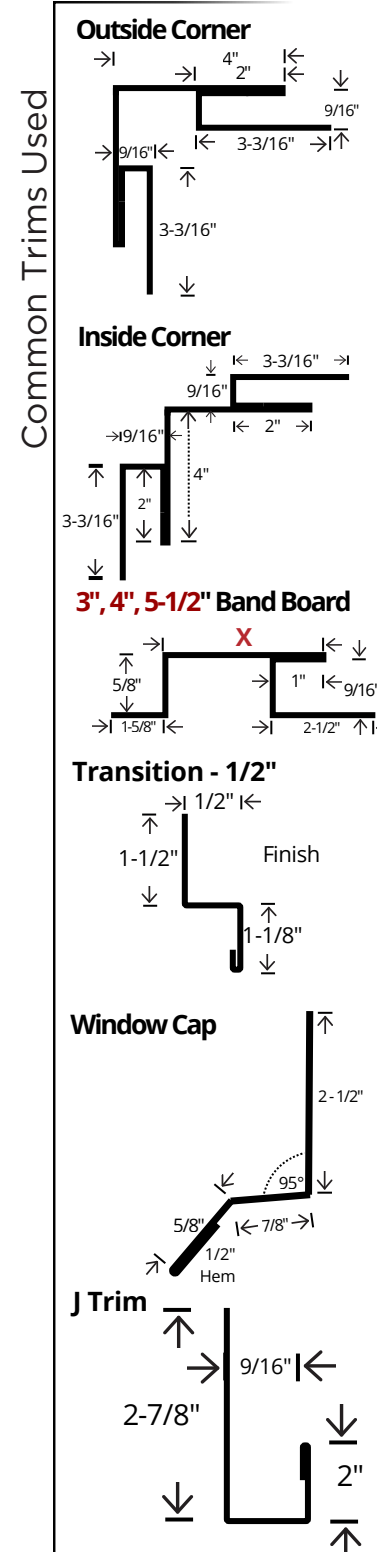 Common Trims Used
Outside Corner
4"
2"
9/16"
3-3/16"
9/16"
3-3/16"
Inside Corner
3-3/16"
9/16"
2"
9/16"
4"
2"
3-3/16"
3", 4", 5-1/2" Band Board
X
5/8"
1"
9/16"
1-5/8"
2-1/2"
Transition - 1/2"
1/2"
1-1/2"
Finish
1-1/8"
Window Cap
2-1/2"
95°
5/8"
7/8"
1/2"
Hem
J Trim
9/16"
2-7/8"
2"